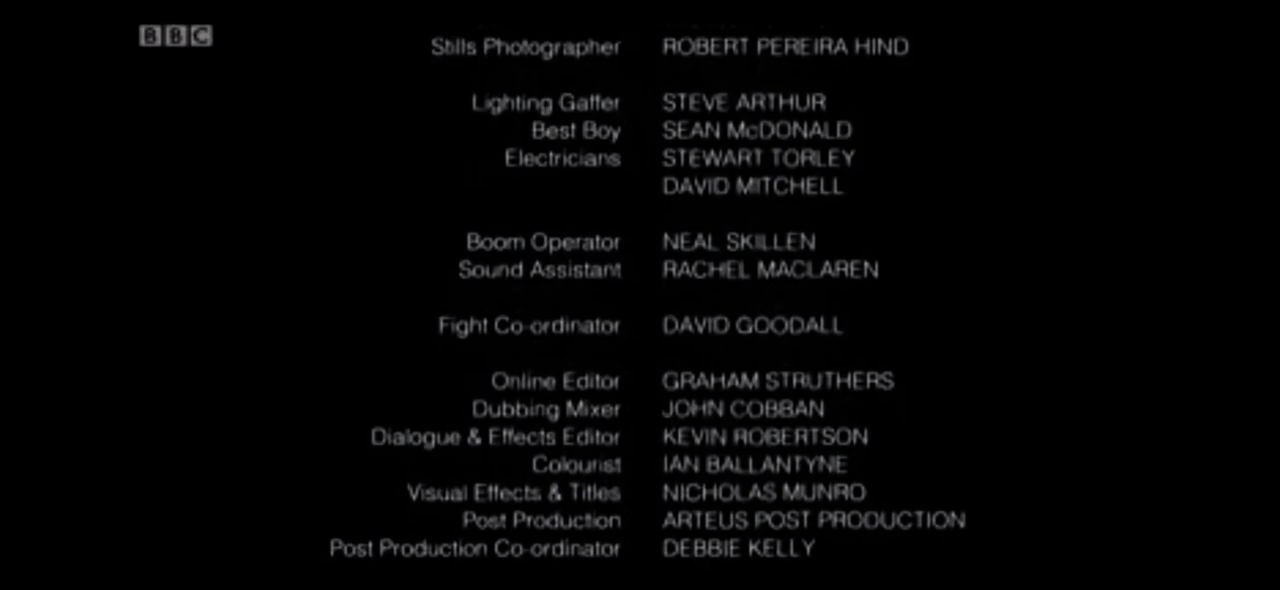 BBC
Stills Photographer ROBERT PEREIRA HIND
Lighting Gaffer STEVE ARTHUR
Best Boy SEAN McDONALD
Electricians STEWART TORLEY
DAVID MITCHELL
Boom Operator NEAL SKILLEN
Sound Assistant RACHEL MACLAREN
Fight Co-ordinator DAVID GOODALL
Online Editor GRAHAM STRUTHERS
Dubbing Mixer JOHN COBBAN
Dialogue & Effects Editor KEVIN ROBERTSON
Colourist IAN BALLANTYNE
Visual Effects & Titles NICHOLAS MUNRO
Post Production ARTEUS POST PRODUCTION
Post Production Co-ordinator DEBBIE KELLY